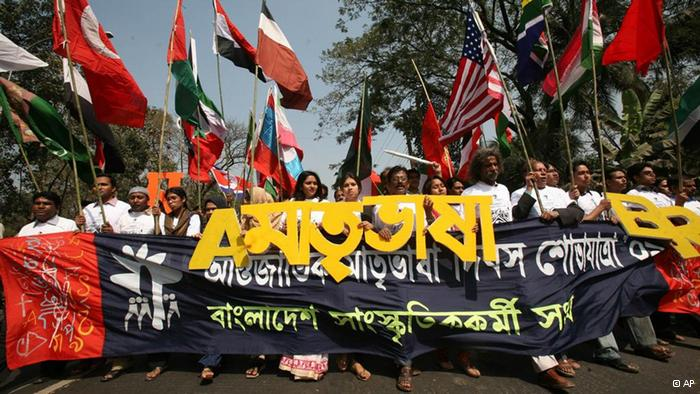 A মাতৃভাষা
আন্তর্জাতিক মাতৃভাষা দিবস শোভাযাত্রা
বাংলাদেশ সাংস্কৃতিককর্মী সংঘ
© AP